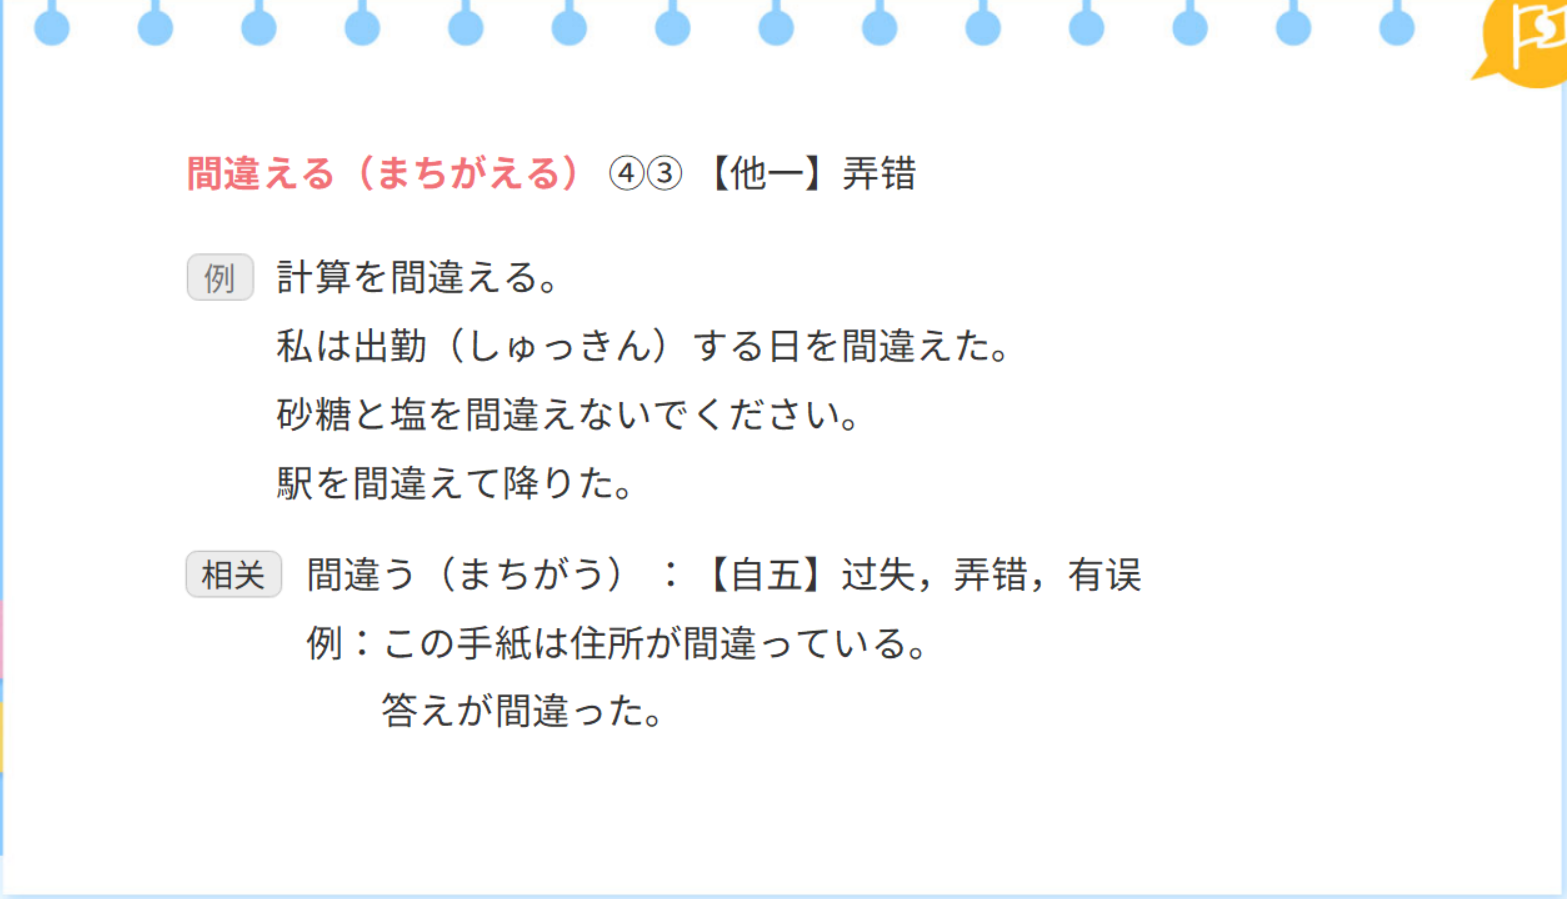 間違える（まちがえる） ④③ 【他一】弄错
例 計算を間違える。
私は出勤（しゅっきん）する日を間違えた。
砂糖と塩を間違えないでください。
駅を間違えて降りた。
相关 間違う（まちがう）：【自五】过失，弄错，有误
例：この手紙は住所が間違っている。
答えが間違った。